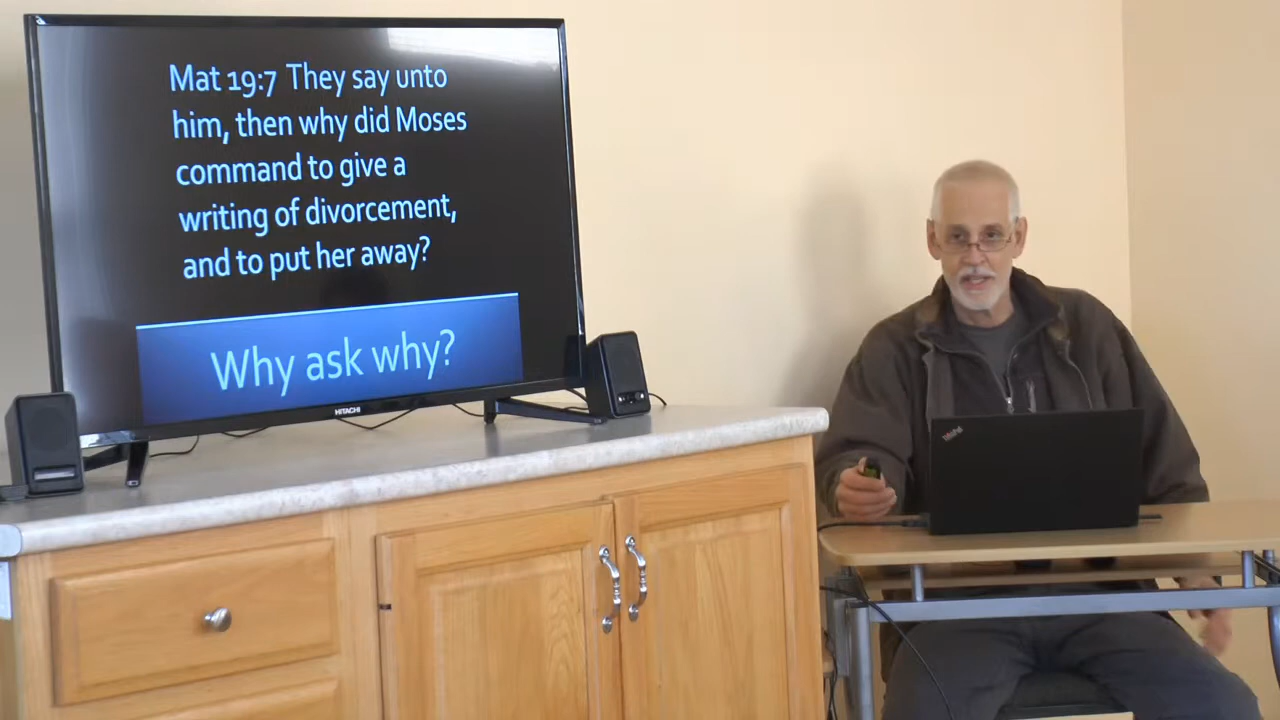 Mat 19:7 They say unto
him, then why did Moses
command to give a
writing of divorcement,
and to put her away?
Why ask why?
HITACHI
ThinkPad